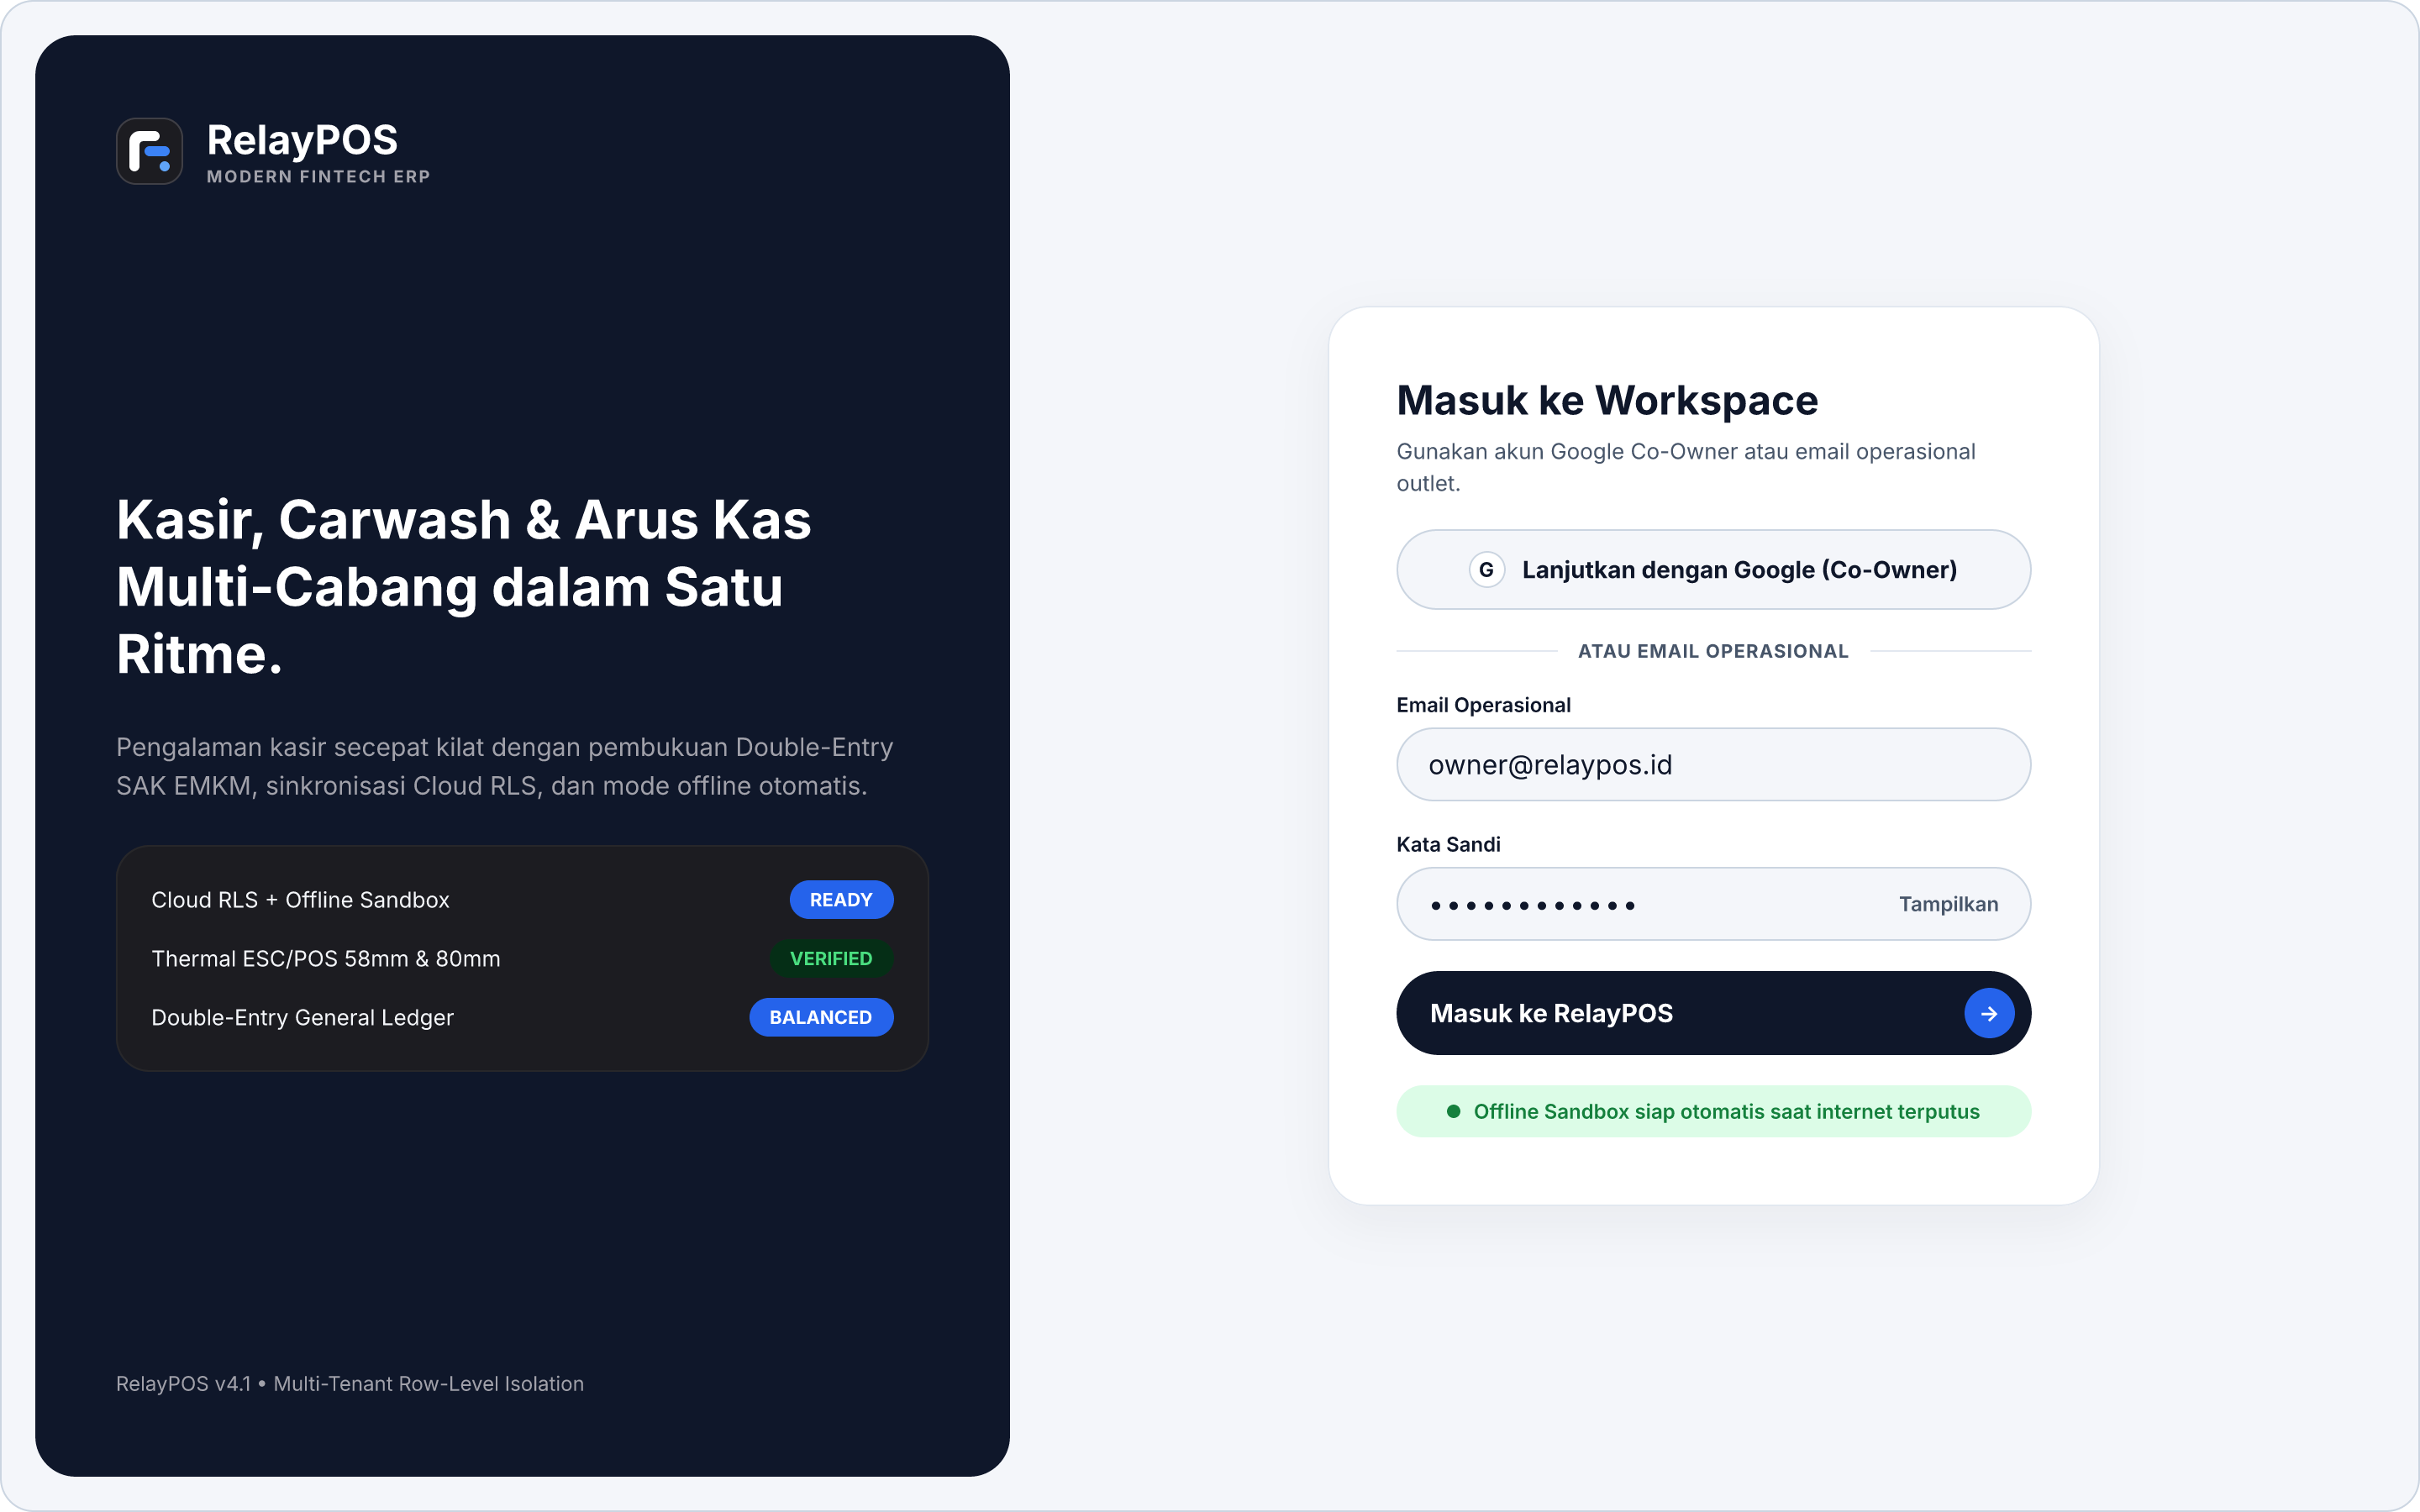 RelayPOS
MODERN FINTECH ERP
Kasir, Carwash & Arus Kas
Multi-Cabang dalam Satu
Ritme.
Pengalaman kasir secepat kilat dengan pembukuan Double-Entry
SAK EMKM, sinkronisasi Cloud RLS, dan mode offline otomatis.
Cloud RLS + Offline Sandbox READY
Thermal ESC/POS 58mm & 80mm VERIFIED
Double-Entry General Ledger BALANCED
RelayPOS v4.1 • Multi-Tenant Row-Level Isolation
Masuk ke Workspace
Gunakan akun Google Co-Owner atau email operasional
outlet.
G Lanjutkan dengan Google (Co-Owner)
ATAU EMAIL OPERASIONAL
Email Operasional
owner@relaypos.id
Kata Sandi
•••••••••••• Tampilkan
Masuk ke RelayPOS →
Offline Sandbox siap otomatis saat internet terputus